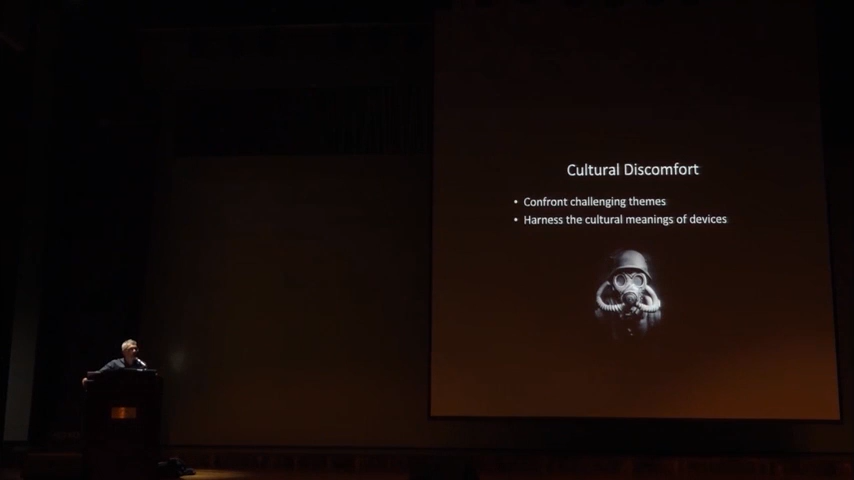 Cultural Discomfort
• Confront challenging themes
• Harness the cultural meanings of devices